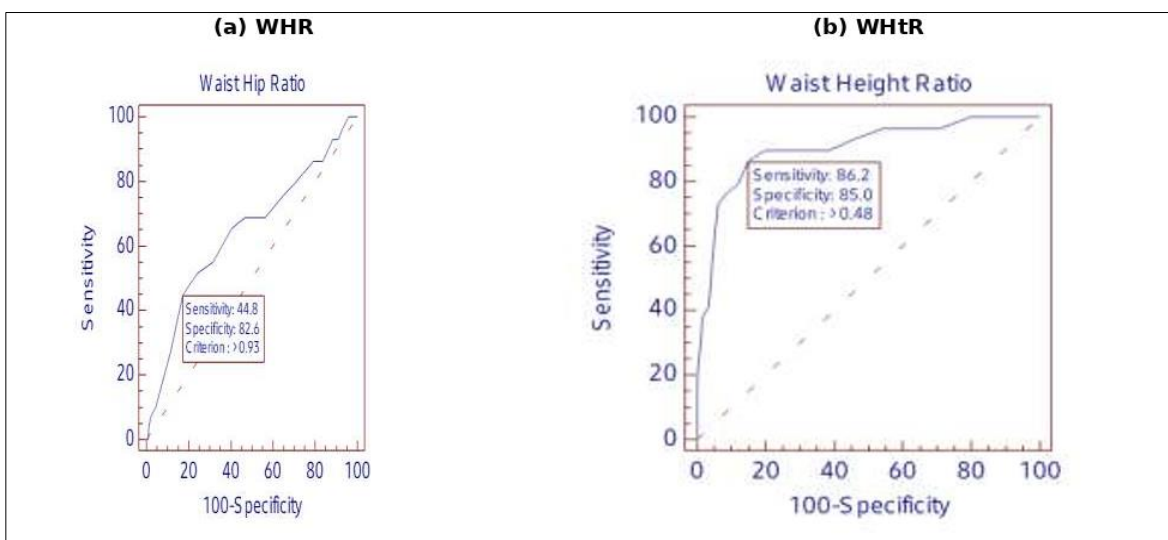 (a) WHR
Waist Hip Ratio
Sensitivity
100
80
60
40
20
0
Sensitivity: 44.8
Specificity: 82.6
Criterion : >0.93
0 20 40 60 80 100
100-Specificity
(b) WHtR
Waist Height Ratio
Sensitivity
100
80
60
40
20
0
Sensitivity: 86.2
Specificity: 85.0
Criterion : >0.48
0 20 40 60 80 100
100-Specificity